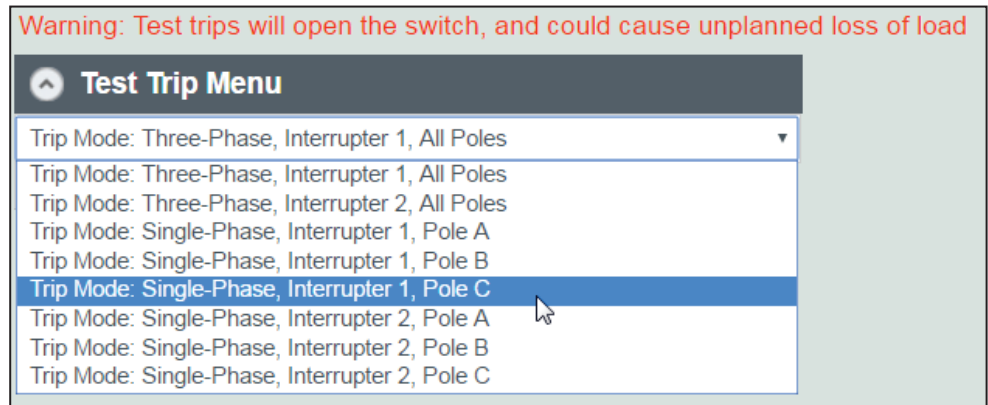 Warning: Test trips will open the switch, and could cause unplanned loss of load
Test Trip Menu
Trip Mode: Three-Phase, Interrupter 1, All Poles
Trip Mode: Three-Phase, Interrupter 1, All Poles
Trip Mode: Three-Phase, Interrupter 2, All Poles
Trip Mode: Single-Phase, Interrupter 1, Pole A
Trip Mode: Single-Phase, Interrupter 1, Pole B
Trip Mode: Single-Phase, Interrupter 1, Pole C
Trip Mode: Single-Phase, Interrupter 2, Pole A
Trip Mode: Single-Phase, Interrupter 2, Pole B
Trip Mode: Single-Phase, Interrupter 2, Pole C